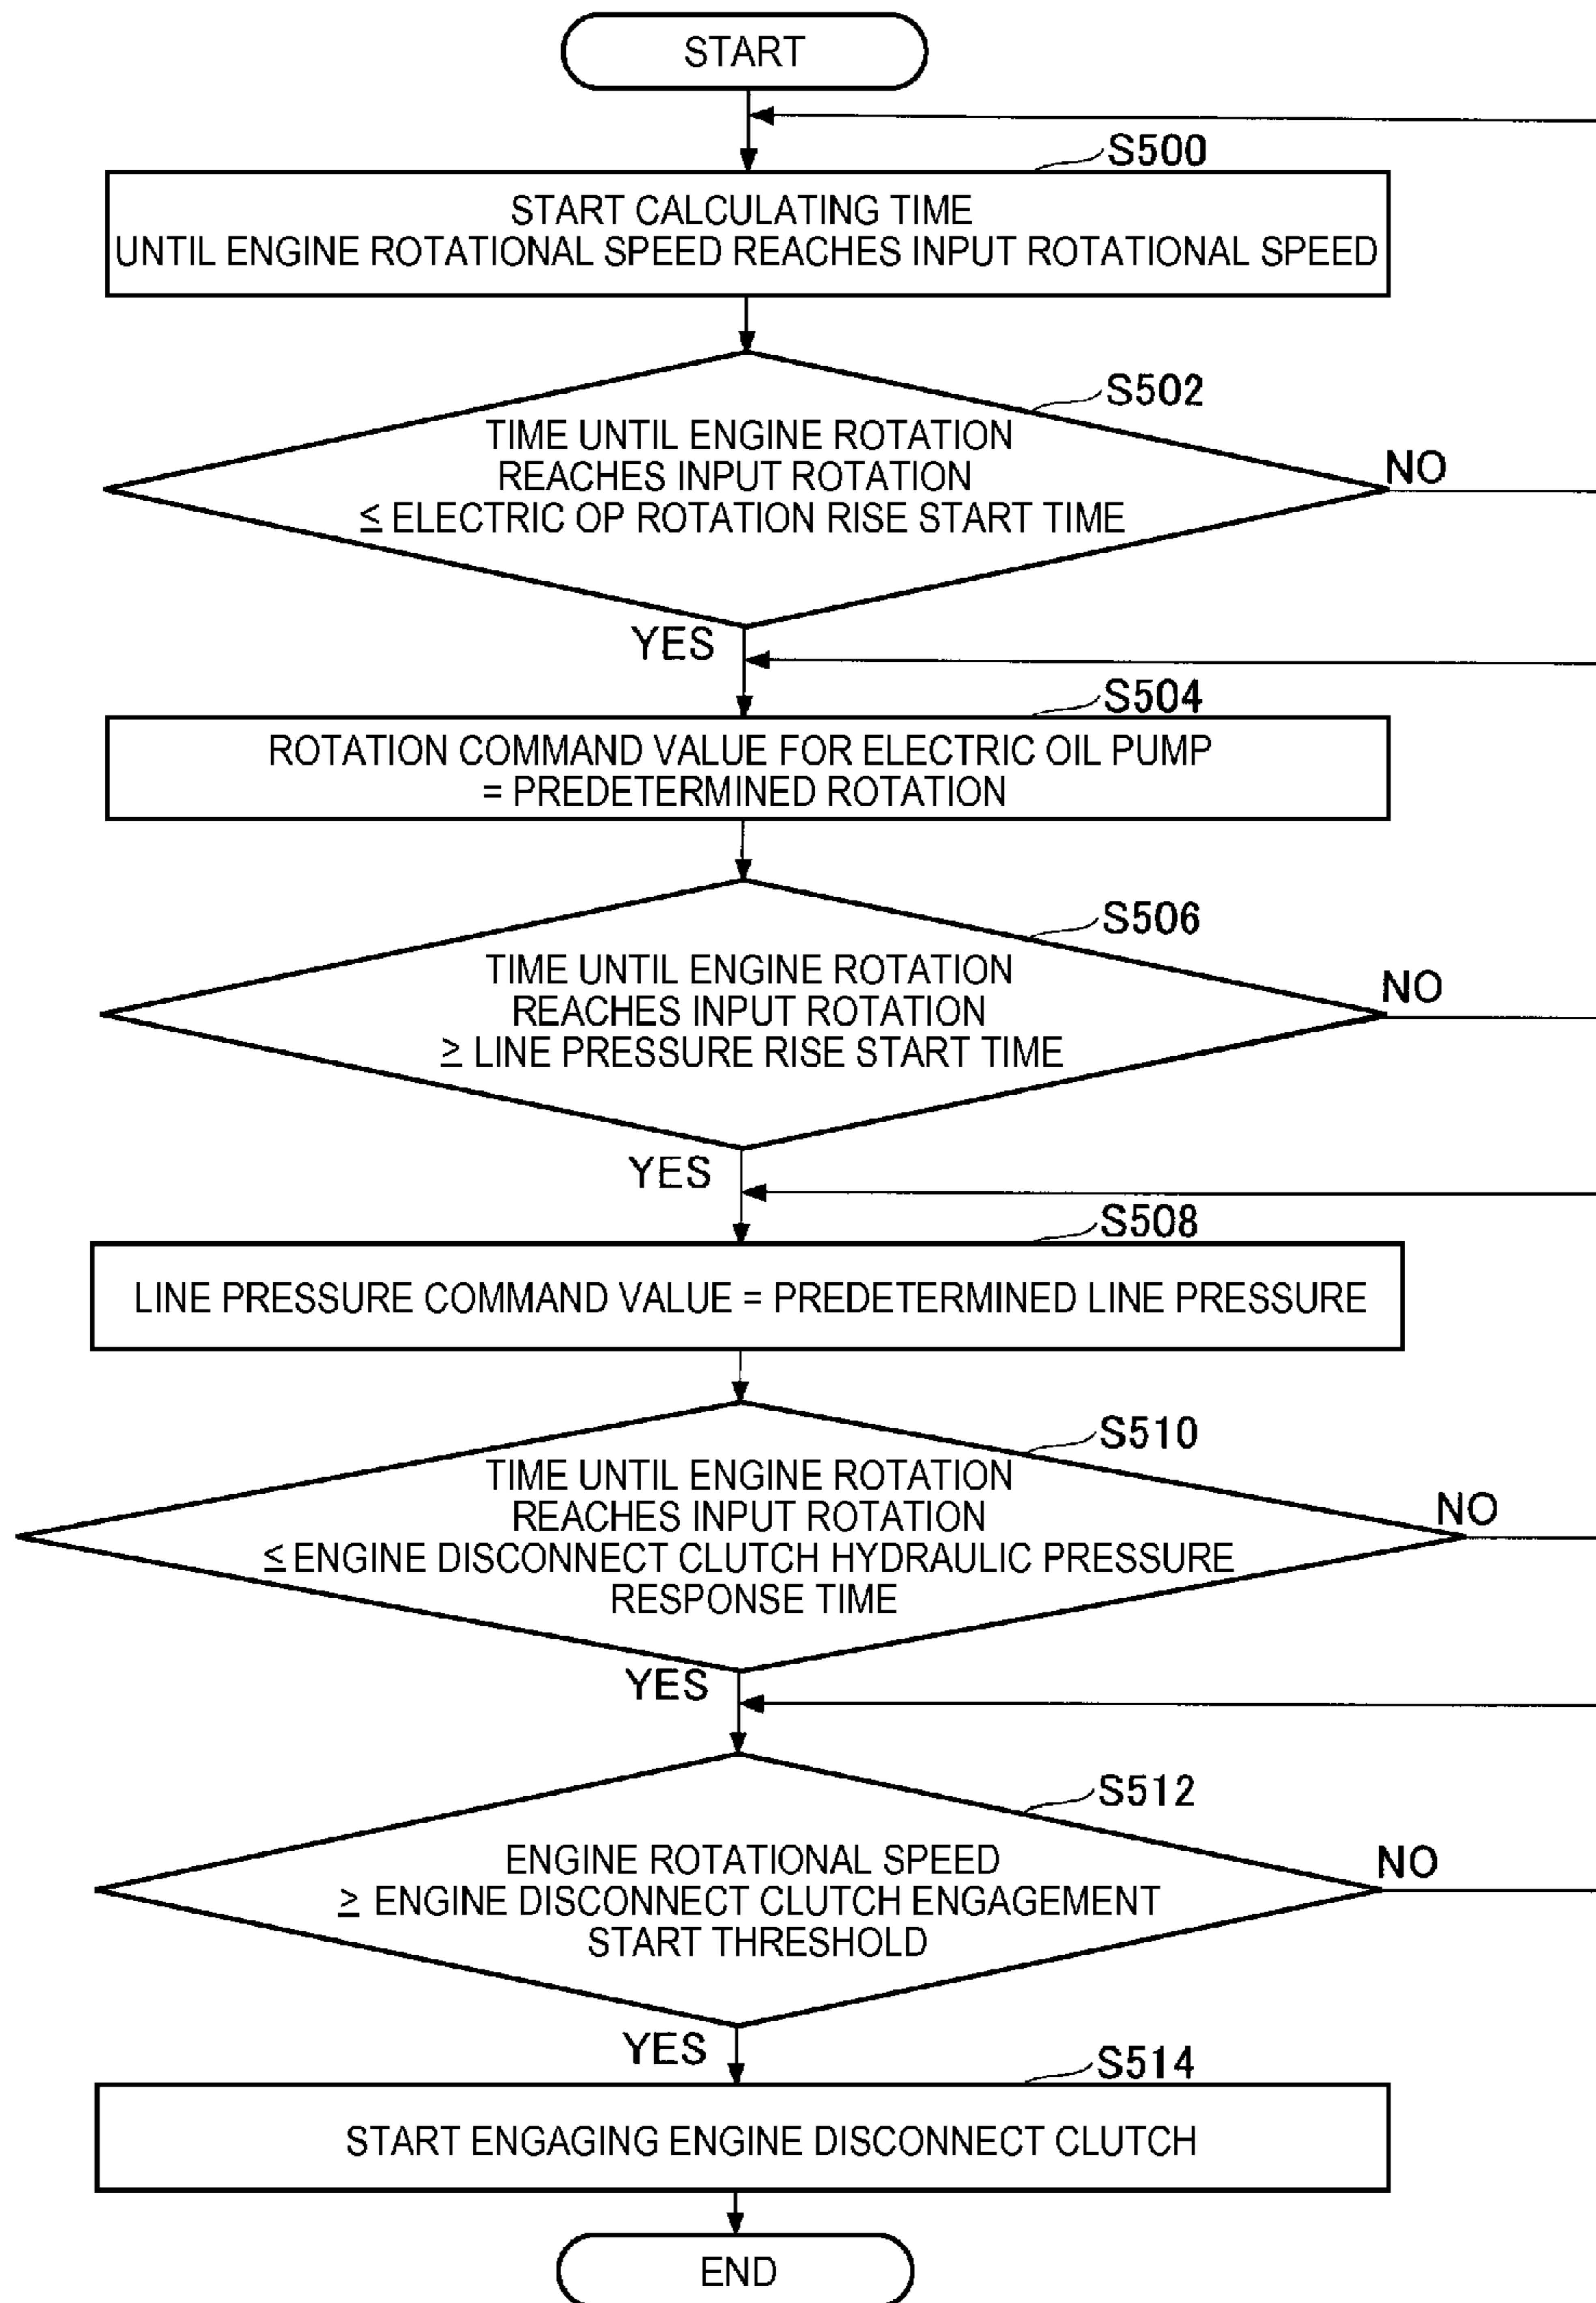 START
S500
START CALCULATING TIME
UNTIL ENGINE ROTATIONAL SPEED REACHES INPUT ROTATIONAL SPEED
S502
TIME UNTIL ENGINE ROTATION
REACHES INPUT ROTATION
≤ ELECTRIC OP ROTATION RISE START TIME
NO
YES
S504
ROTATION COMMAND VALUE FOR ELECTRIC OIL PUMP
= PREDETERMINED ROTATION
S506
TIME UNTIL ENGINE ROTATION
REACHES INPUT ROTATION
≥ LINE PRESSURE RISE START TIME
NO
YES
S508
LINE PRESSURE COMMAND VALUE = PREDETERMINED LINE PRESSURE
S510
TIME UNTIL ENGINE ROTATION
REACHES INPUT ROTATION
≤ ENGINE DISCONNECT CLUTCH HYDRAULIC PRESSURE
RESPONSE TIME
NO
YES
S512
ENGINE ROTATIONAL SPEED
≥ ENGINE DISCONNECT CLUTCH ENGAGEMENT
START THRESHOLD
NO
YES
S514
START ENGAGING ENGINE DISCONNECT CLUTCH
END